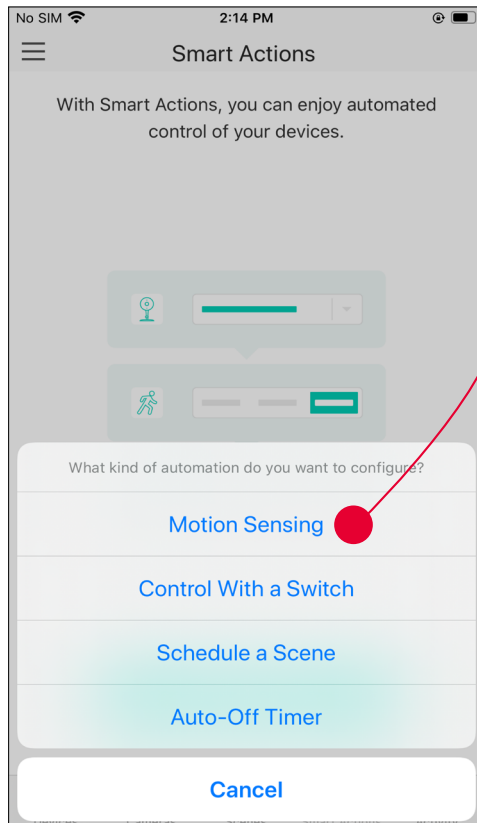 No SIM 2:14 PM
Smart Actions
With Smart Actions, you can enjoy automated
control of your devices.
What kind of automation do you want to configure?
Motion Sensing
Control With a Switch
Schedule a Scene
Auto-Off Timer
Cancel